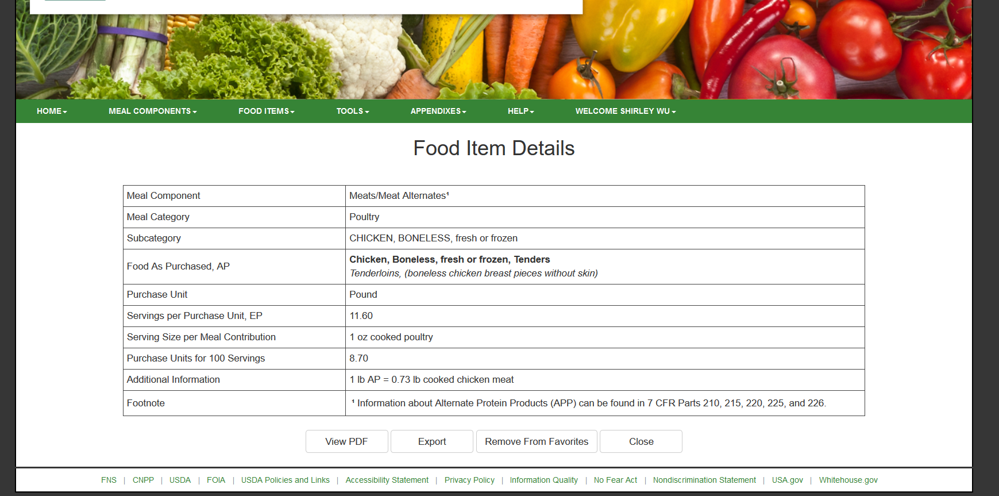 HOME MEAL COMPONENTS FOOD ITEMS TOOLS APPENDIXES HELP WELCOME SHIRLEY WU
Food Item Details
Meal Component Meats/Meat Alternates¹
Meal Category Poultry
Subcategory CHICKEN, BONELESS, fresh or frozen
Food As Purchased, AP Chicken, Boneless, fresh or frozen, Tenders
Tenderloins, (boneless chicken breast pieces without skin)
Purchase Unit Pound
Servings per Purchase Unit, EP 11.60
Serving Size per Meal Contribution 1 oz cooked poultry
Purchase Units for 100 Servings 8.70
Additional Information 1 lb AP = 0.73 lb cooked chicken meat
Footnote ¹ Information about Alternate Protein Products (APP) can be found in 7 CFR Parts 210, 215, 220, 225, and 226.
View PDF Export Remove From Favorites Close
FNS | CNPP | USDA | FOIA | USDA Policies and Links | Accessibility Statement | Privacy Policy | Information Quality | No Fear Act | Nondiscrimination Statement | USA.gov | Whitehouse.gov